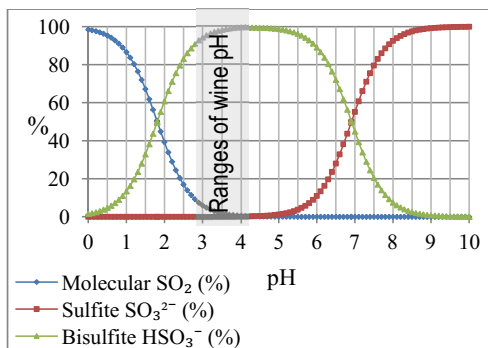 100
80
60
%
40
20
0
Ranges of wine pH
0 1 2 3 4 5 6 7 8 9 10
pH
Molecular SO₂ (%)
Sulfite SO₃²⁻ (%)
Bisulfite HSO₃⁻ (%)